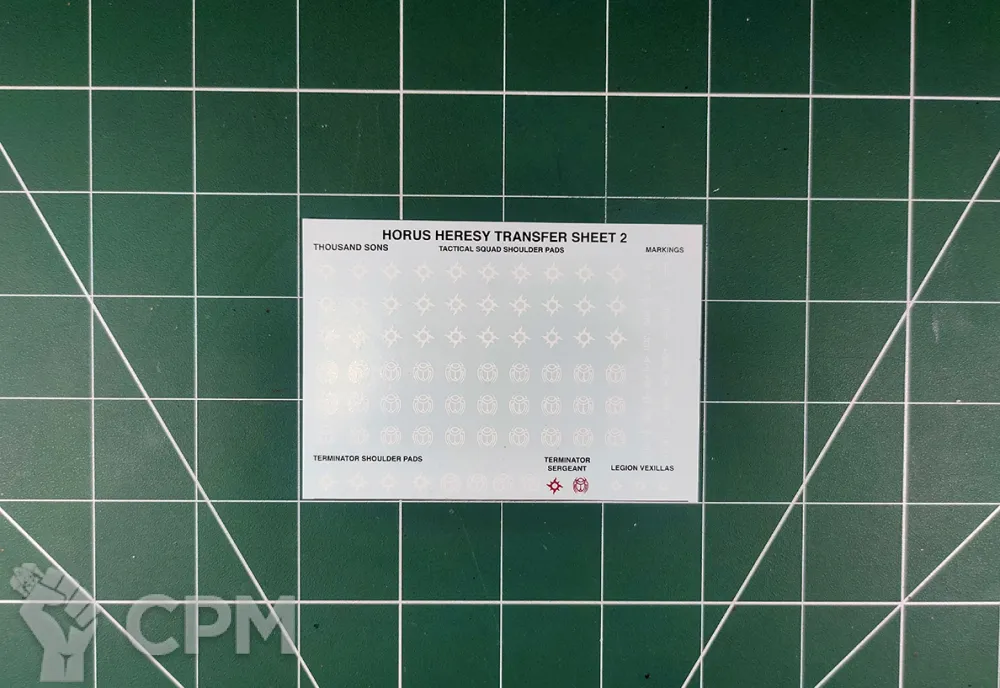 HORUS HERESY TRANSFER SHEET 2
THOUSAND SONS
TACTICAL SQUAD SHOULDER PADS
MARKINGS
TERMINATOR SHOULDER PADS
TERMINATOR
SERGEANT
LEGION VEXILLAS
CPM